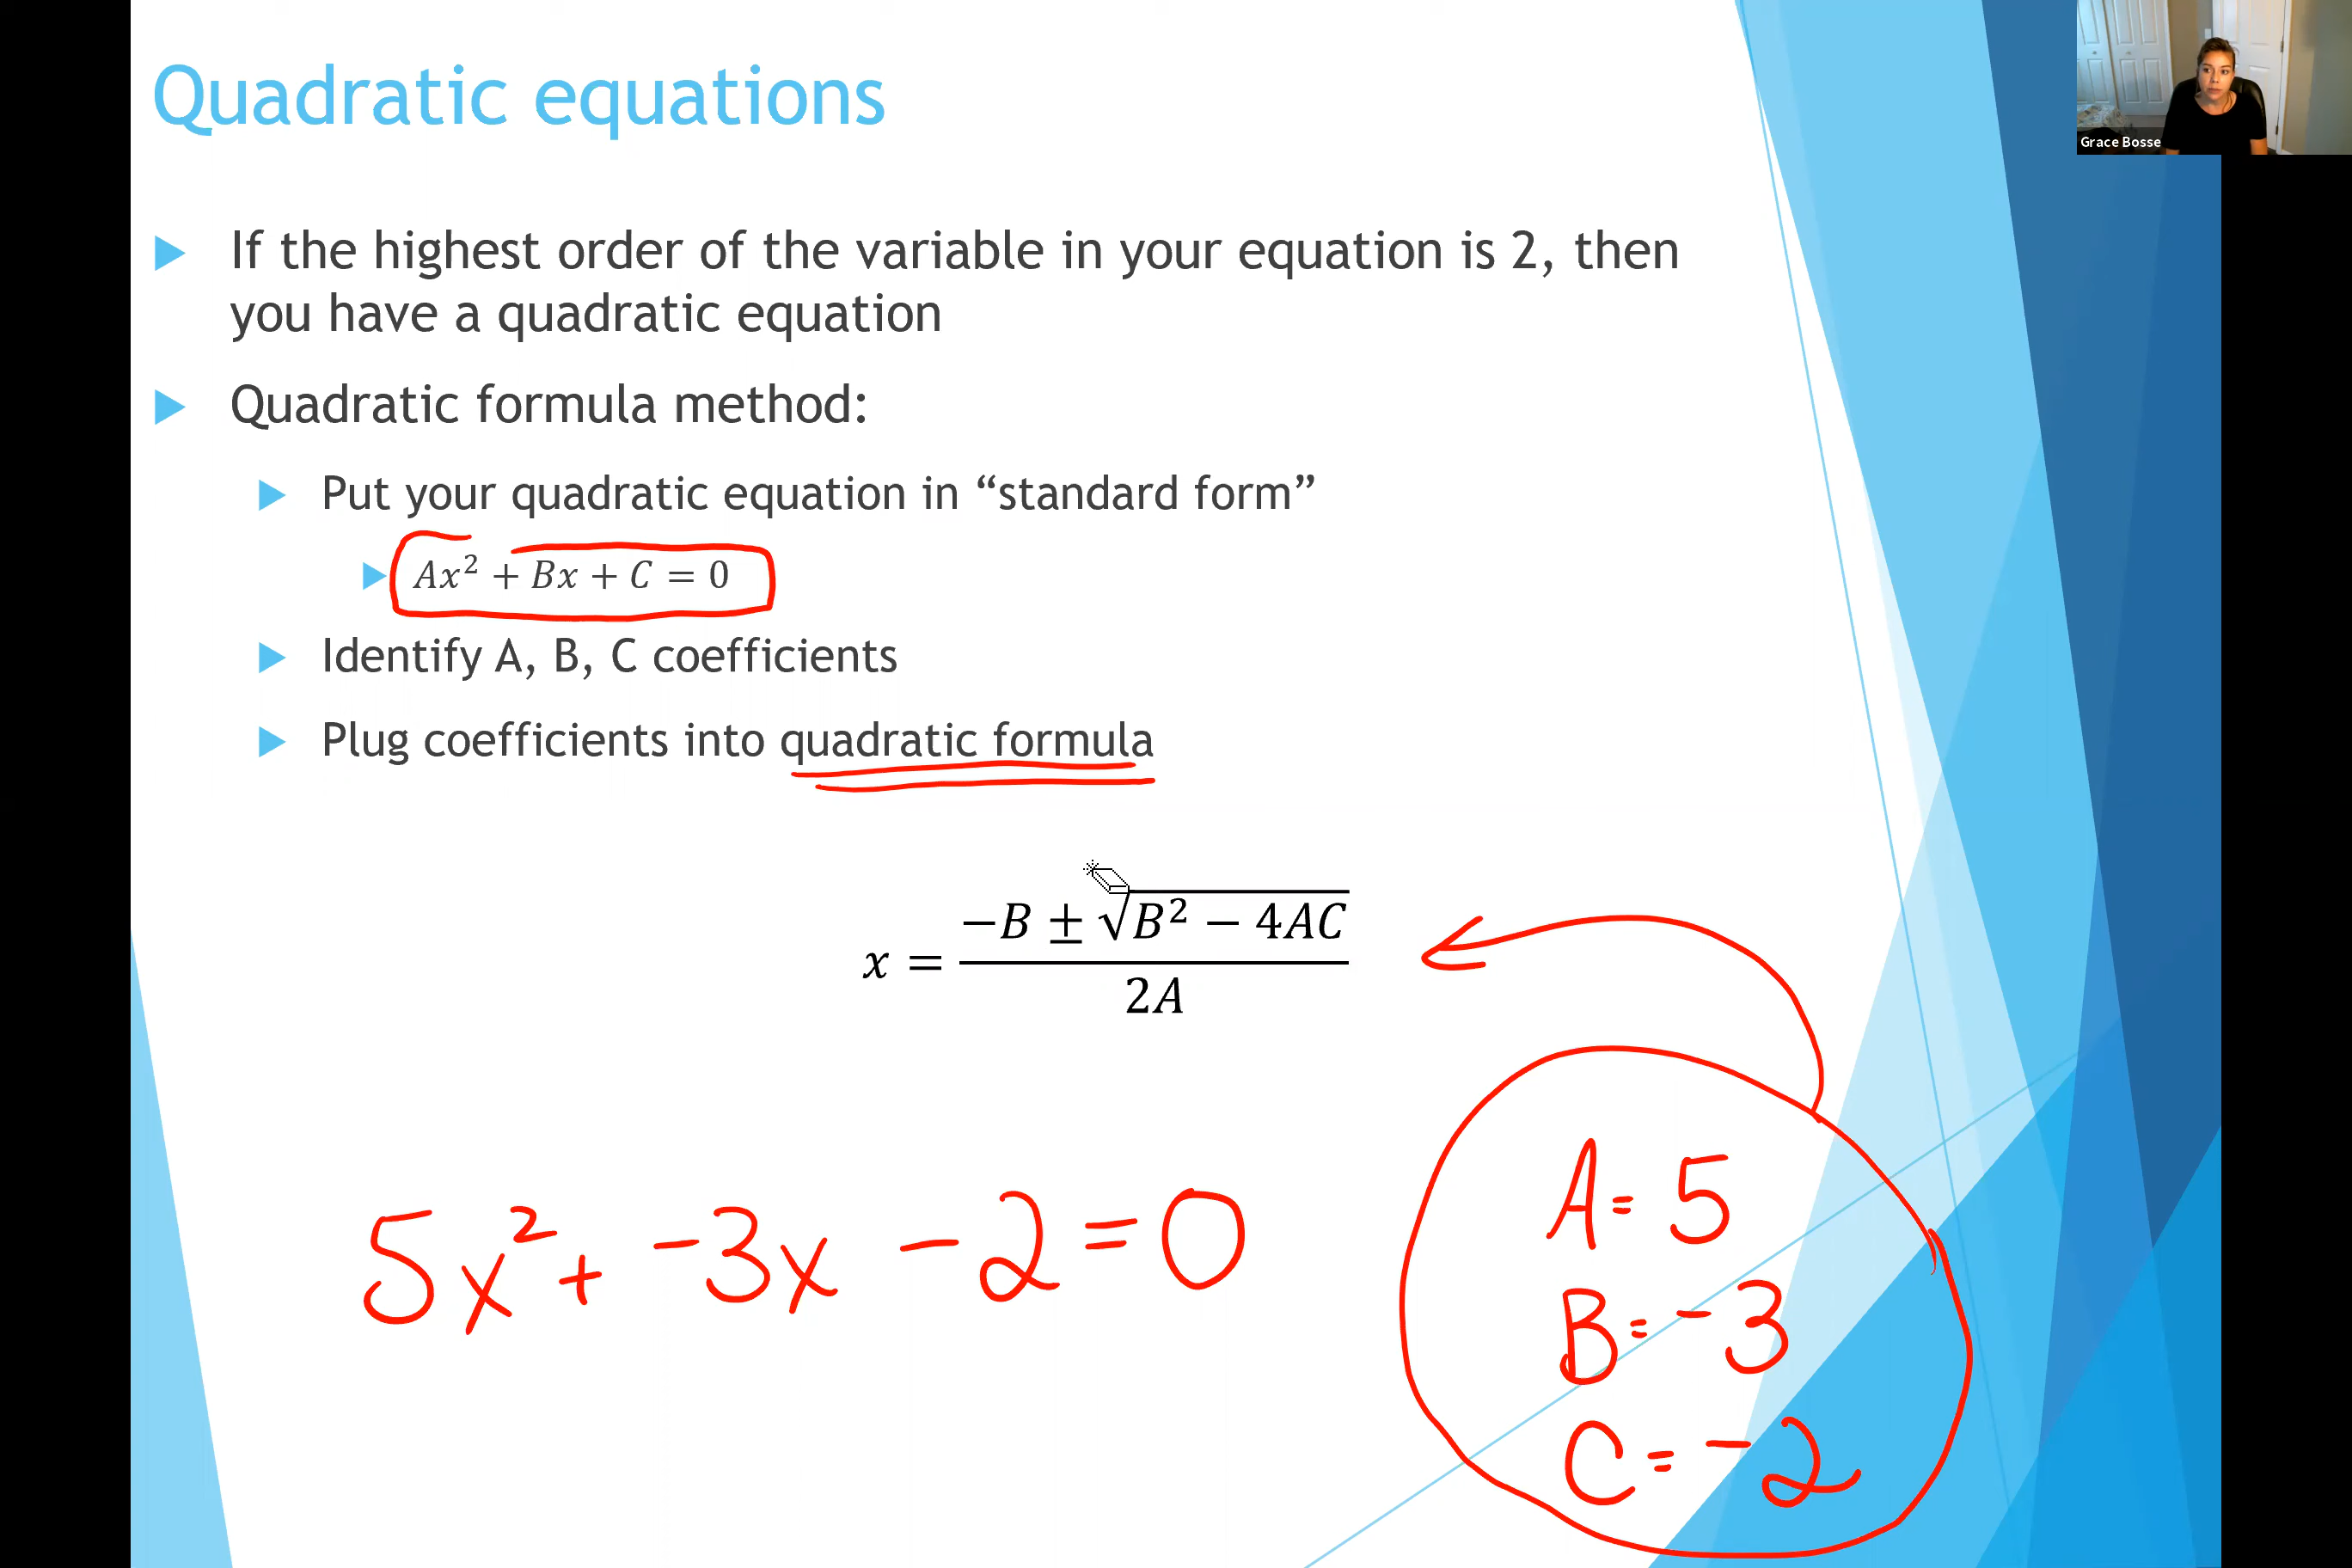 Quadratic equations
Grace Bosse
If the highest order of the variable in your equation is 2, then
you have a quadratic equation
Quadratic formula method:
Put your quadratic equation in “standard form”
Ax² + Bx + C = 0
Identify A, B, C coefficients
Plug coefficients into quadratic formula
x = (−B ± √(B² − 4AC)) / 2A
5x² + −3x − 2 = 0
A = 5
B = −3
C = −2